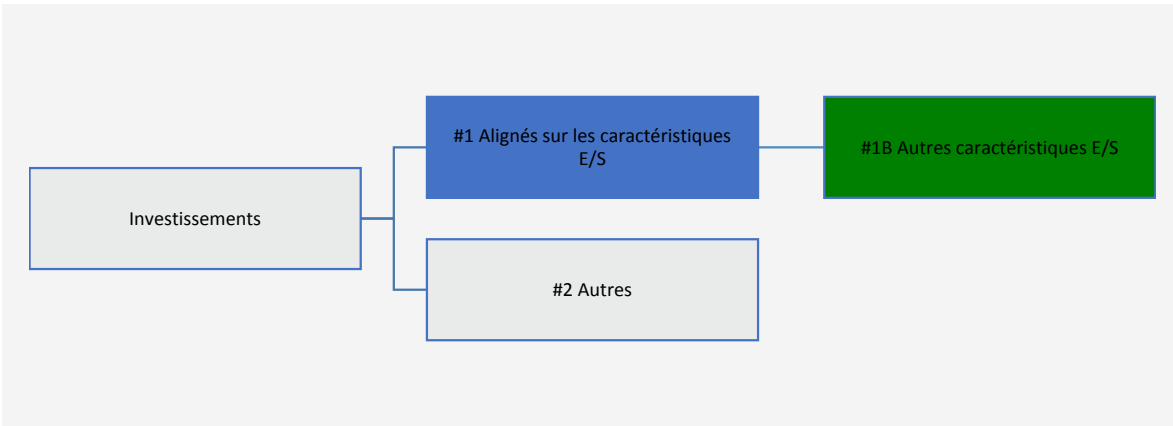 Investissements
#1 Alignés sur les caractéristiques
E/S
#1B Autres caractéristiques E/S
#2 Autres